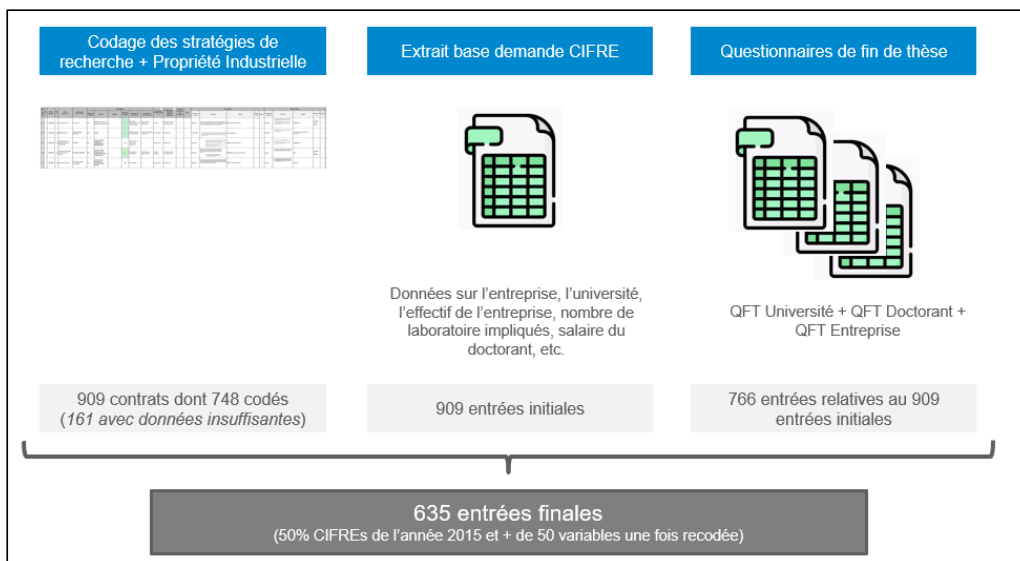 Codage des stratégies de
recherche + Propriété Industrielle
Extrait base demande CIFRE
Questionnaires de fin de thèse
Données sur l'entreprise, l'université,
l'effectif de l'entreprise, nombre de
laboratoire impliqués, salaire du
doctorant, etc.
QFT Université + QFT Doctorant +
QFT Entreprise
909 contrats dont 748 codés
(161 avec données insuffisantes)
909 entrées initiales
766 entrées relatives au 909
entrées initiales
635 entrées finales
(50% CIFREs de l'année 2015 et + de 50 variables une fois recodée)